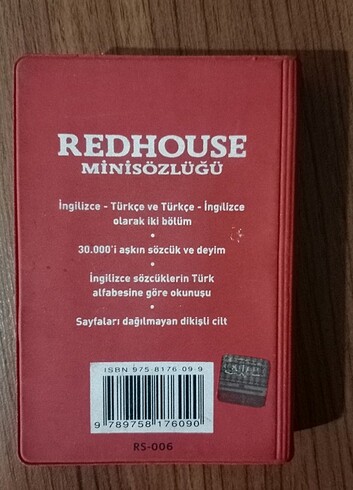 REDHOUSE
MİNİSÖZLÜĞÜ
İngilizce - Türkçe ve Türkçe - İngilizce
olarak iki bölüm
•
30.000'i aşkın sözcük ve deyim
•
İngilizce sözcüklerin Türk
alfabesine göre okunuşu
•
Sayfaları dağılmayan dikişli cilt
ISBN 975-8176-09-9
9 789758 176090
KİTAP
RS-006